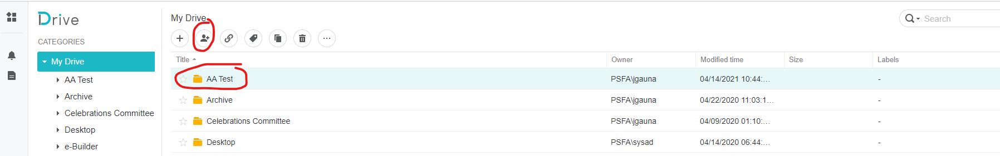 Drive
CATEGORIES
My Drive
AA Test
Archive
Celebrations Committee
Desktop
e-Builder
My Drive
Search
Title Owner Modified time Size Labels
AA Test PSFA\jgauna 04/14/2021 10:44:... -
Archive PSFA\jgauna 04/22/2020 11:03:1... -
Celebrations Committee PSFA\jgauna 04/09/2020 01:10:... -
Desktop PSFA\sysad 04/14/2020 06:44:... -